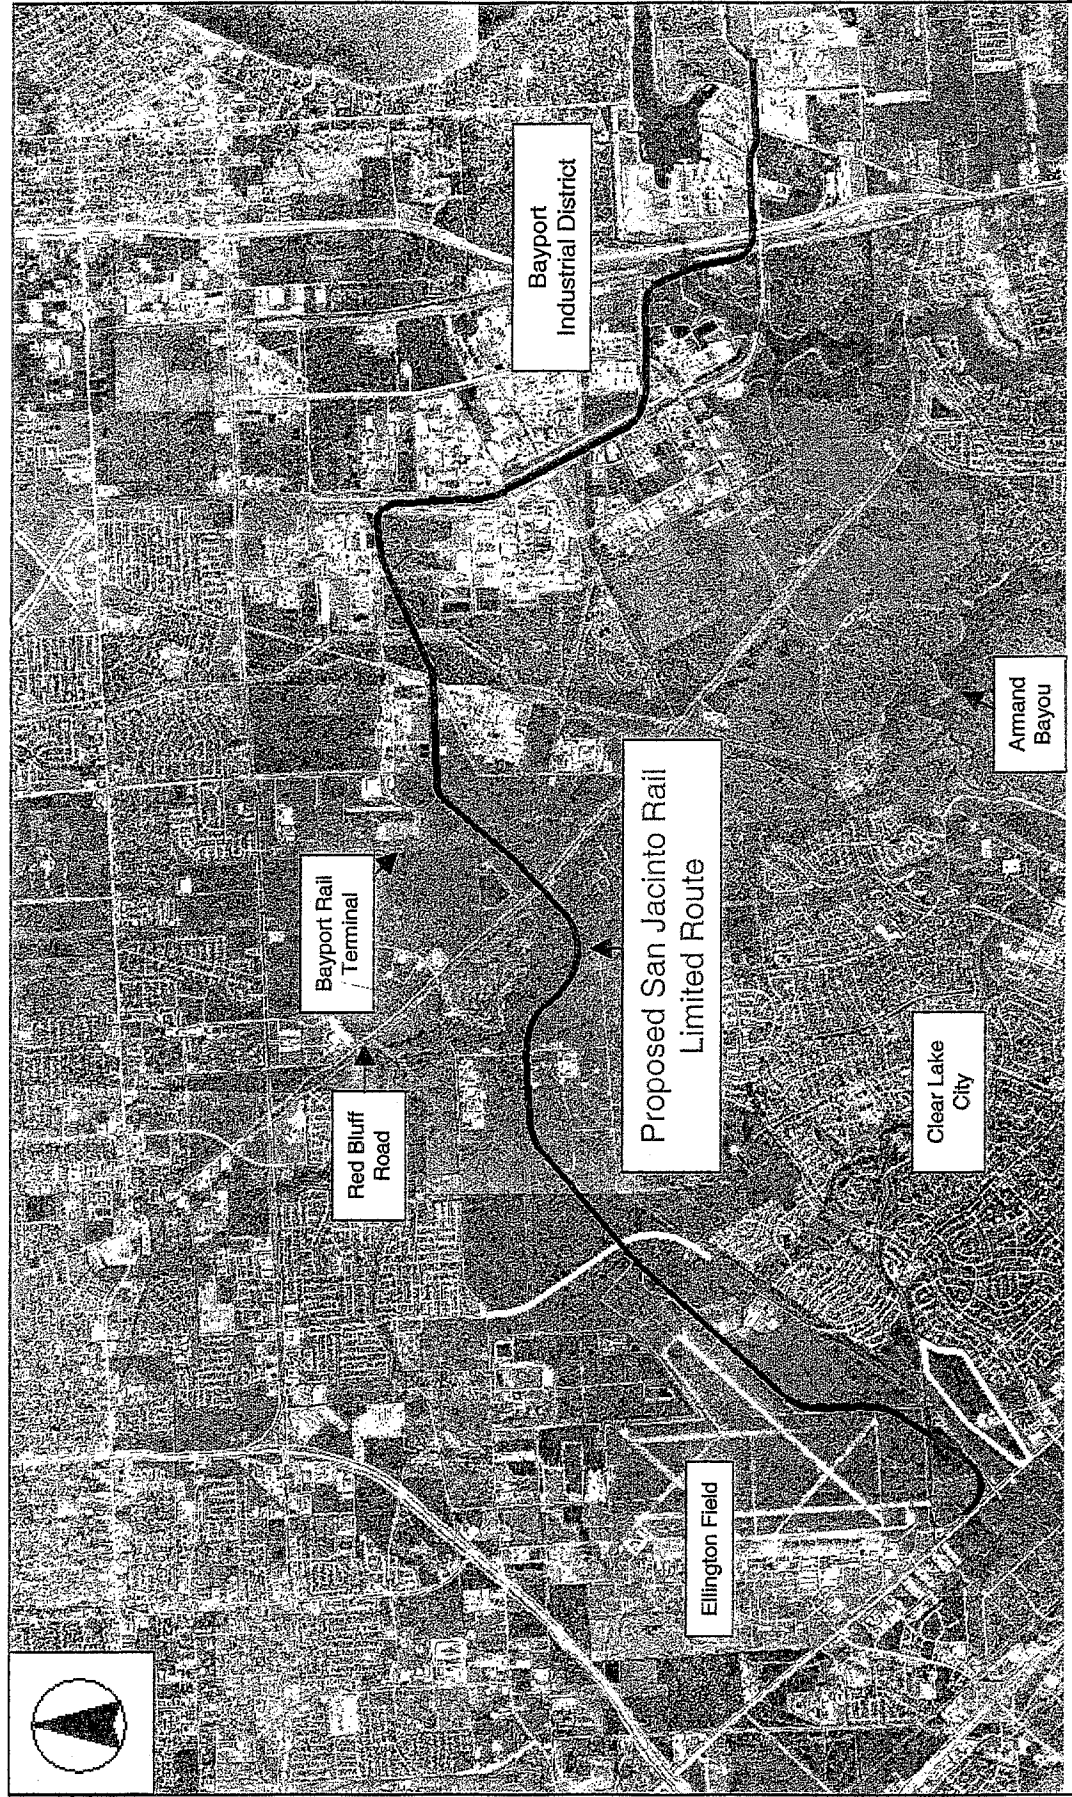 Bayport Rail
Terminal
Red Bluff
Road
Bayport
Industrial District
Proposed San Jacinto Rail
Limited Route
Ellington Field
Clear Lake
City
Armand
Bayou